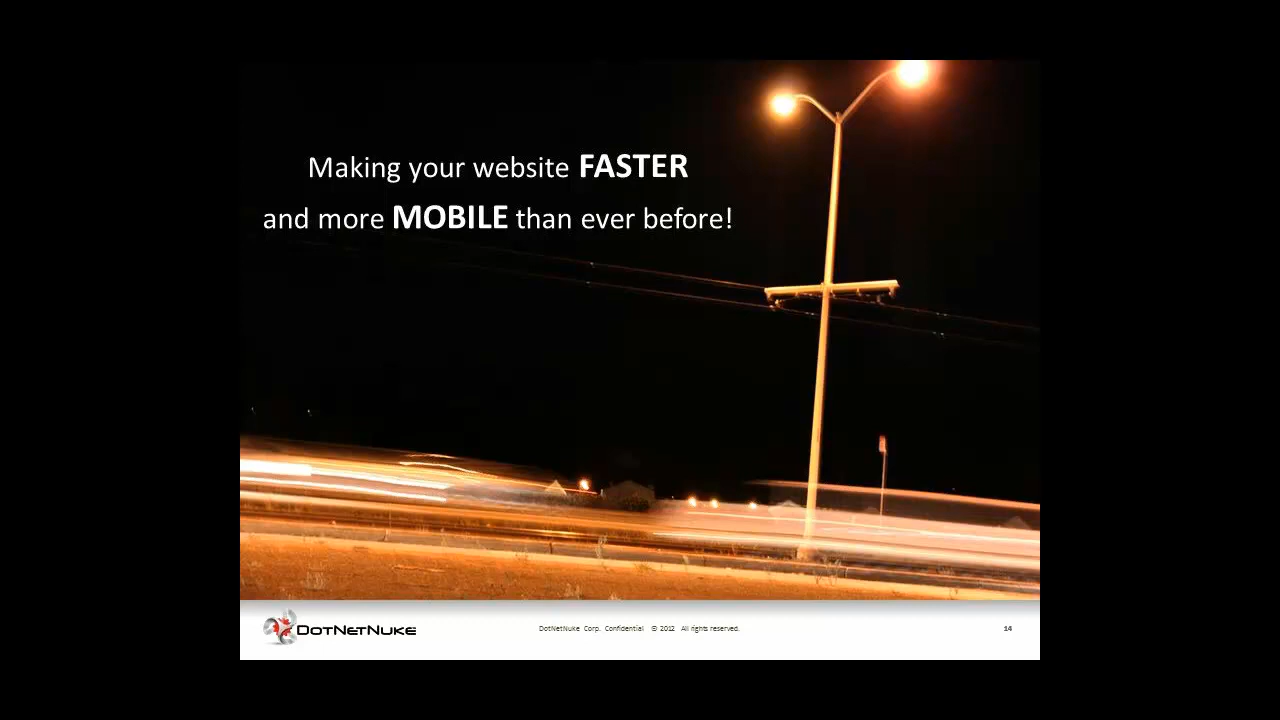 Making your website FASTER
and more MOBILE than ever before!
DotNetNuke
DotNetNuke Corp. Confidential © 2012 All rights reserved.
14